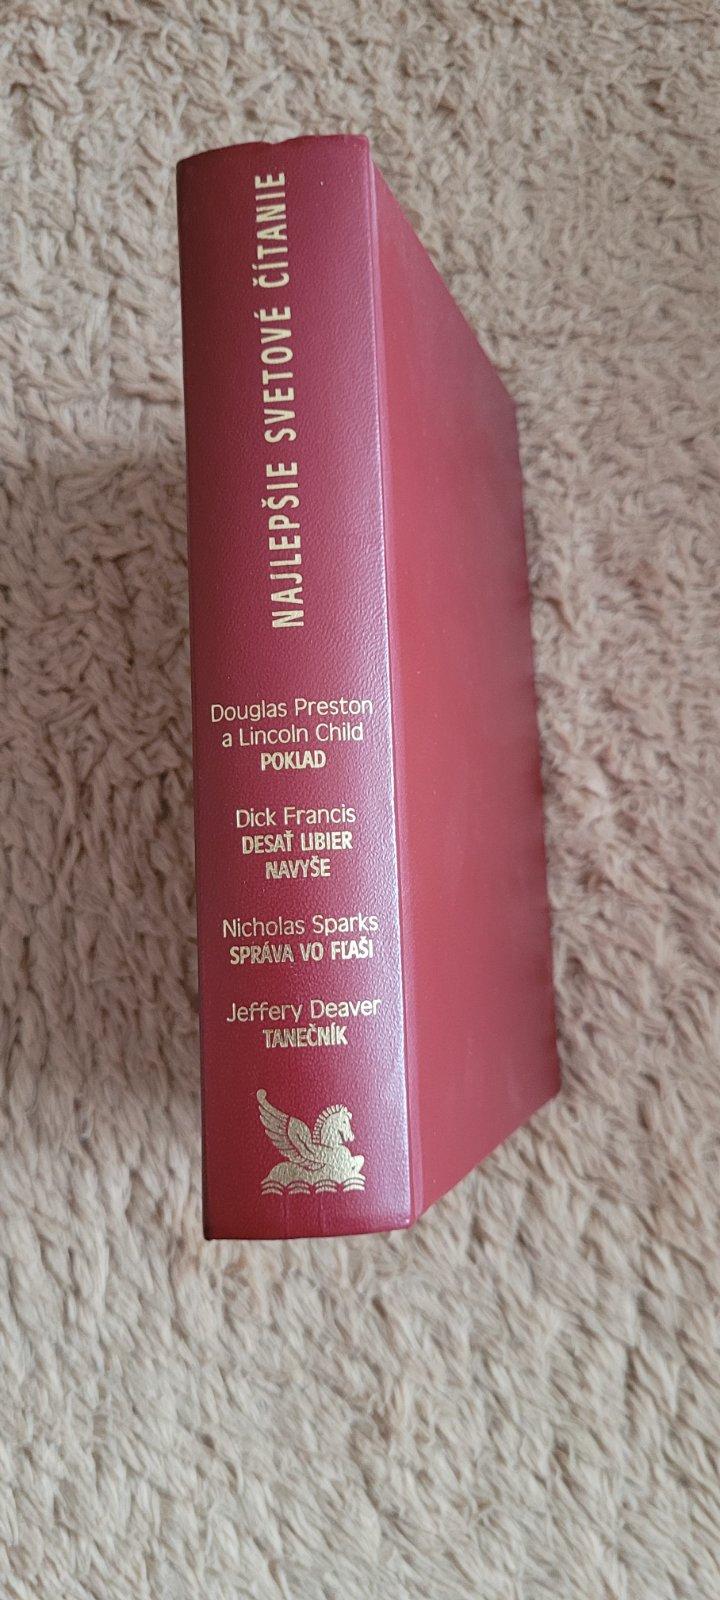 NAJLEPŠIE SVETOVÉ ČÍTANIE
Douglas Preston
a Lincoln Child
POKLAD
Dick Francis
DESAŤ LIBIER
NAVYŠE
Nicholas Sparks
SPRÁVA VO FĽAŠI
Jeffery Deaver
TANEČNÍK